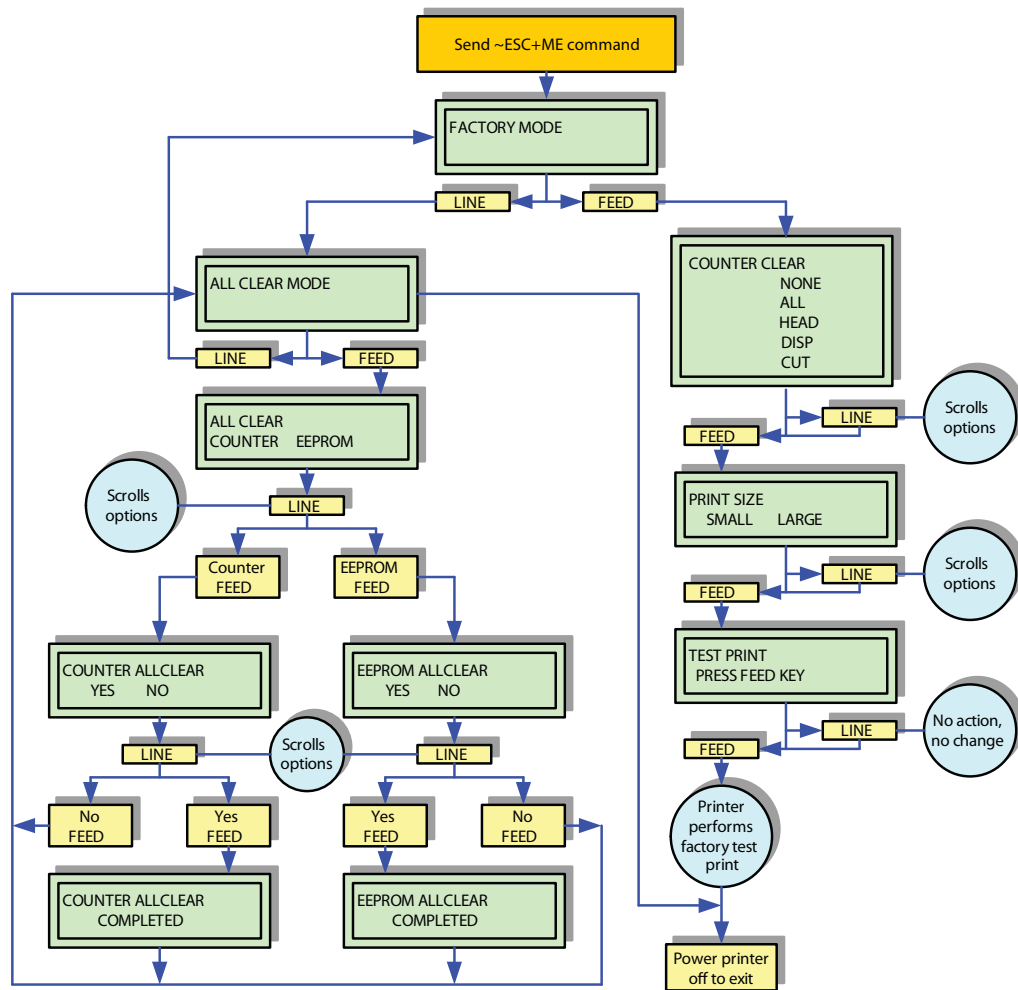 Send ~ESC+ME command
FACTORY MODE
LINE
FEED
ALL CLEAR MODE
LINE
FEED
ALL CLEAR
COUNTER EEPROM
Scrolls
options
LINE
Counter
FEED
EEPROM
FEED
COUNTER ALLCLEAR
YES NO
EEPROM ALLCLEAR
YES NO
LINE
Scrolls
options
LINE
No
FEED
Yes
FEED
Yes
FEED
No
FEED
COUNTER ALLCLEAR
COMPLETED
EEPROM ALLCLEAR
COMPLETED
COUNTER CLEAR
NONE
ALL
HEAD
DISP
CUT
LINE
Scrolls
options
FEED
PRINT SIZE
SMALL LARGE
LINE
Scrolls
options
FEED
TEST PRINT
PRESS FEED KEY
LINE
No action,
no change
FEED
Printer
performs
factory test
print
Power printer
off to exit